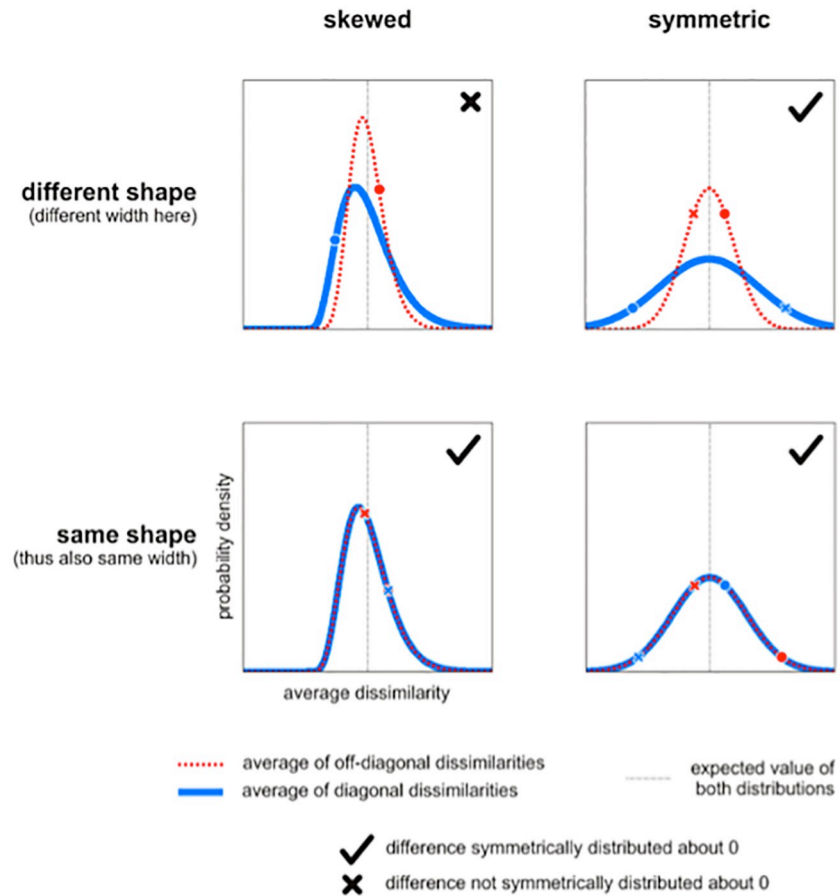 skewed
symmetric
different shape
(different width here)
same shape
(thus also same width)
probability density
average dissimilarity
average of off-diagonal dissimilarities
average of diagonal dissimilarities
expected value of
both distributions
difference symmetrically distributed about 0
difference not symmetrically distributed about 0